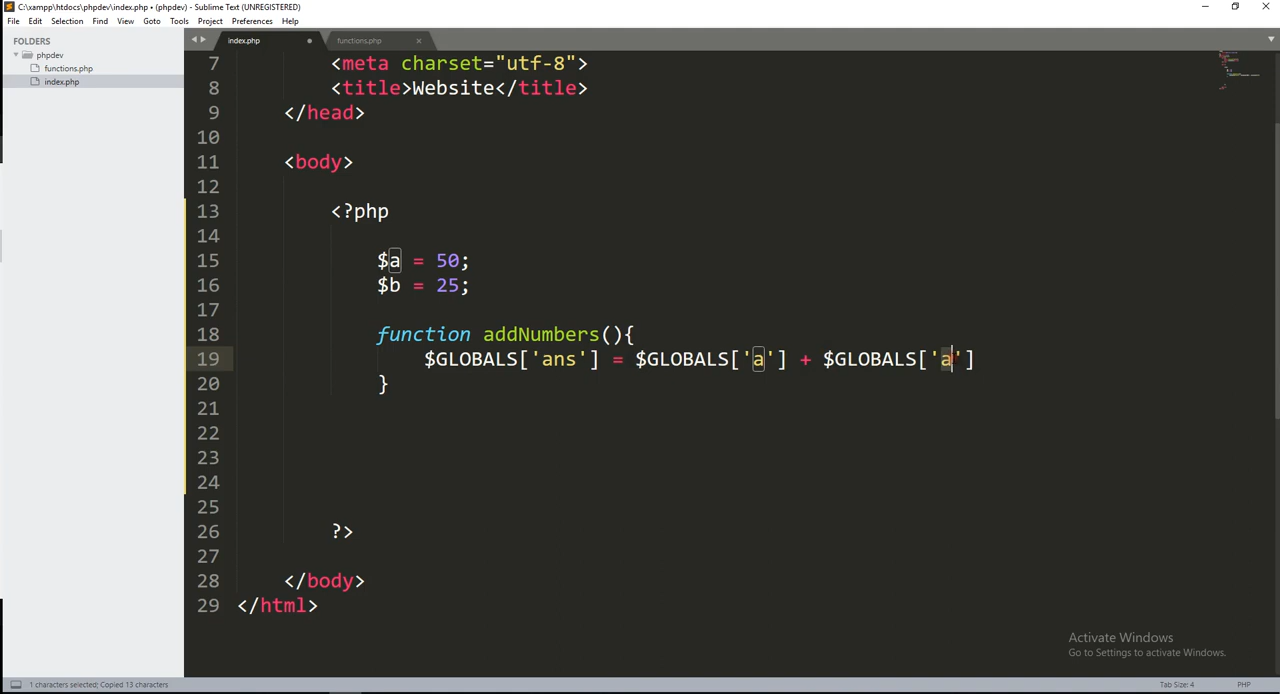 C:\xampp\htdocs\phpdev\index.php • (phpdev) - Sublime Text (UNREGISTERED)
File Edit Selection Find View Goto Tools Project Preferences Help
FOLDERS
phpdev
functions.php
index.php
index.php functions.php
7 <meta charset="utf-8">
8 <title>Website</title>
9 </head>
10
11 <body>
12
13 <?php
14
15 $a = 50;
16 $b = 25;
17
18 function addNumbers(){
19 $GLOBALS['ans'] = $GLOBALS['a'] + $GLOBALS['a']
20 }
21
22
23
24
25
26 ?>
27
28 </body>
29 </html>
Activate Windows
Go to Settings to activate Windows.
1 characters selected; Copied 13 characters Tab Size: 4 PHP